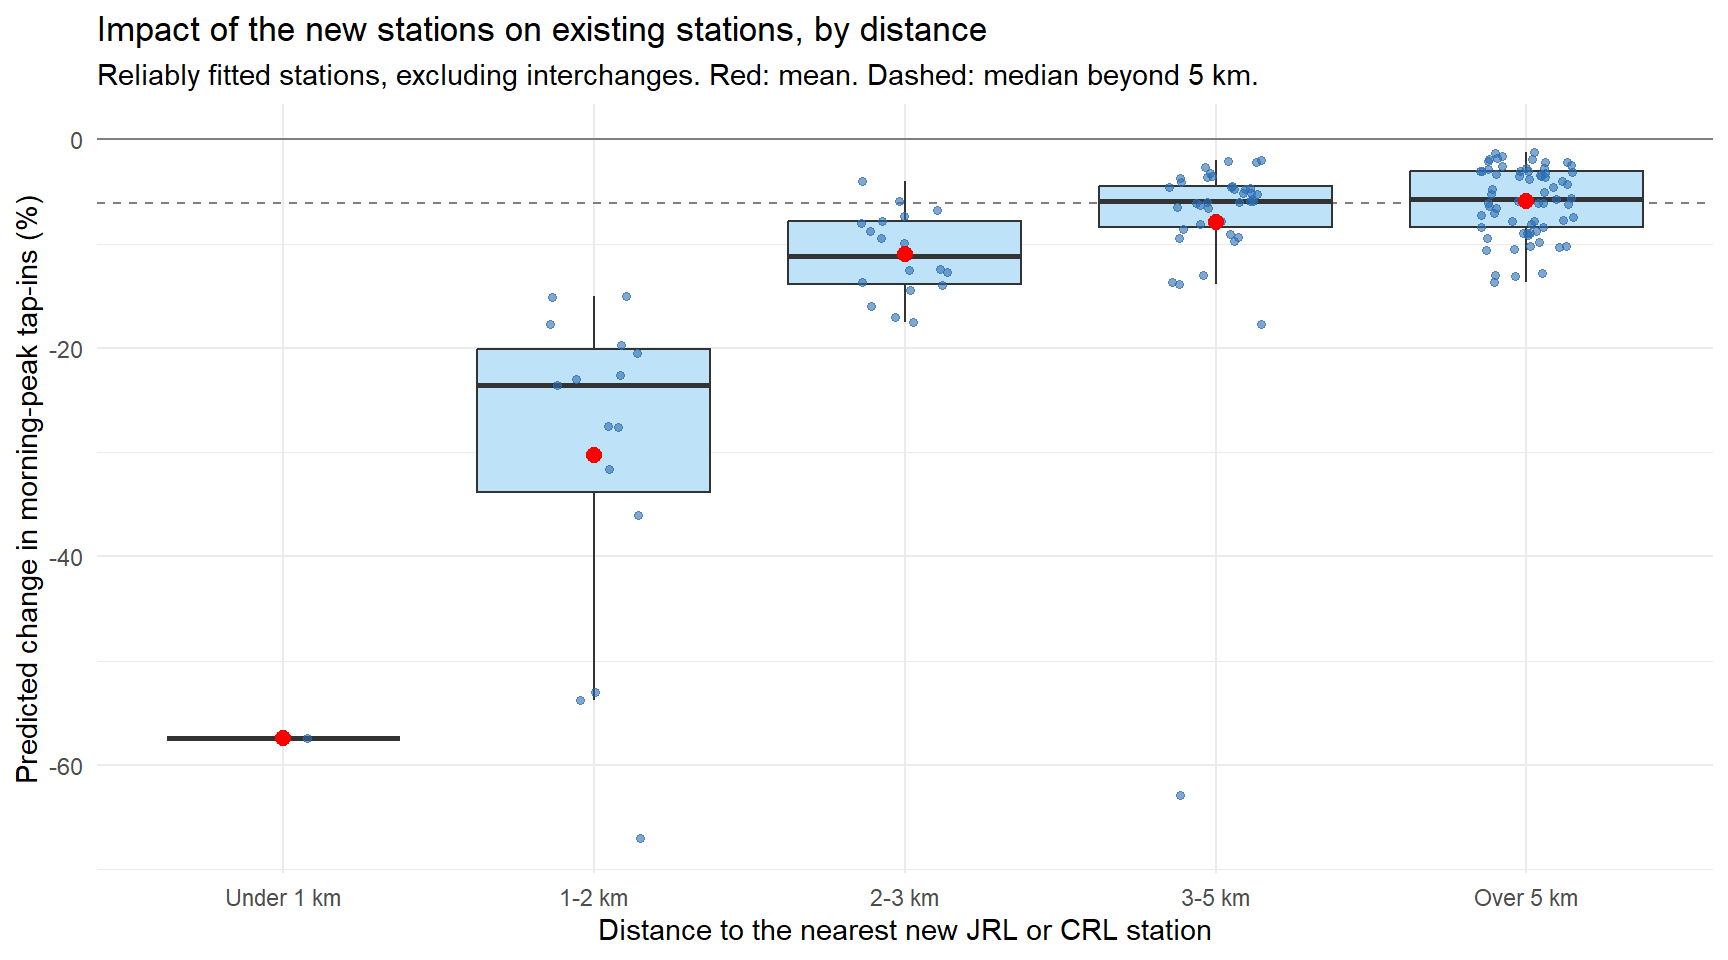 Impact of the new stations on existing stations, by distance
Reliably fitted stations, excluding interchanges. Red: mean. Dashed: median beyond 5 km.
Predicted change in morning-peak tap-ins (%)
0
-20
-40
-60
Under 1 km
1-2 km
2-3 km
3-5 km
Over 5 km
Distance to the nearest new JRL or CRL station